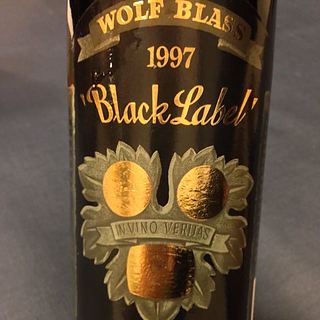 WOLF BLASS
1997
'Black Label'
IN VINO VERITAS